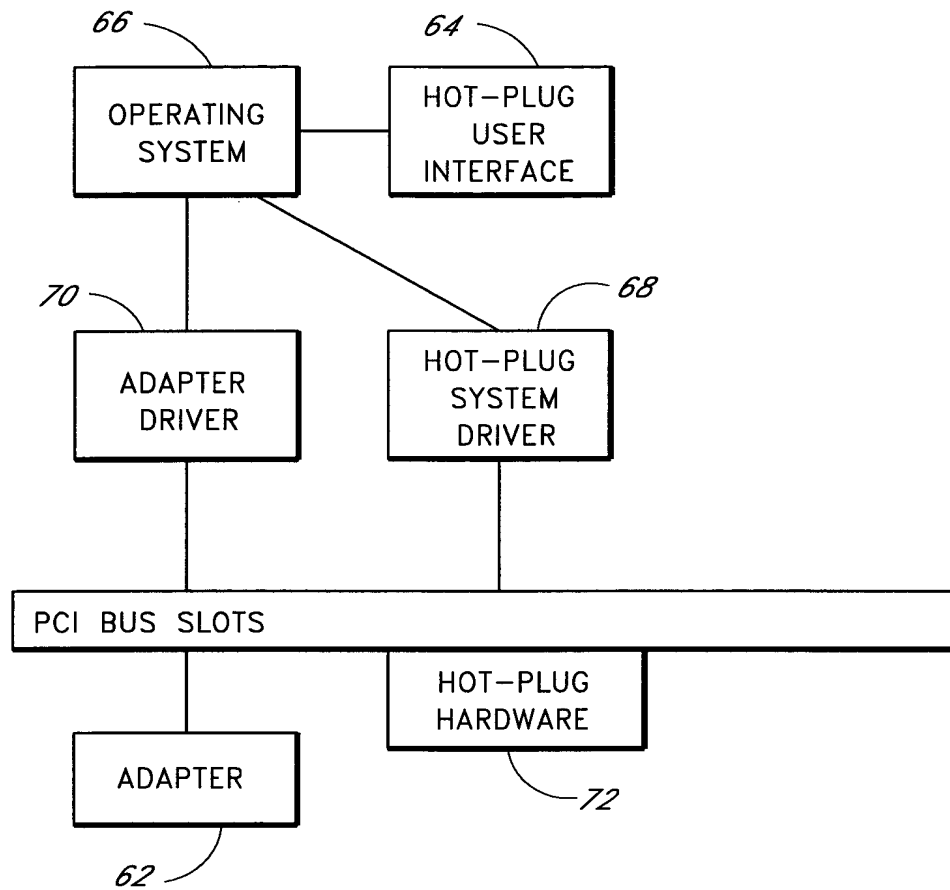 66
64
OPERATING
SYSTEM
HOT-PLUG
USER
INTERFACE
70
68
ADAPTER
DRIVER
HOT-PLUG
SYSTEM
DRIVER
PCI BUS SLOTS
HOT-PLUG
HARDWARE
ADAPTER
72
62